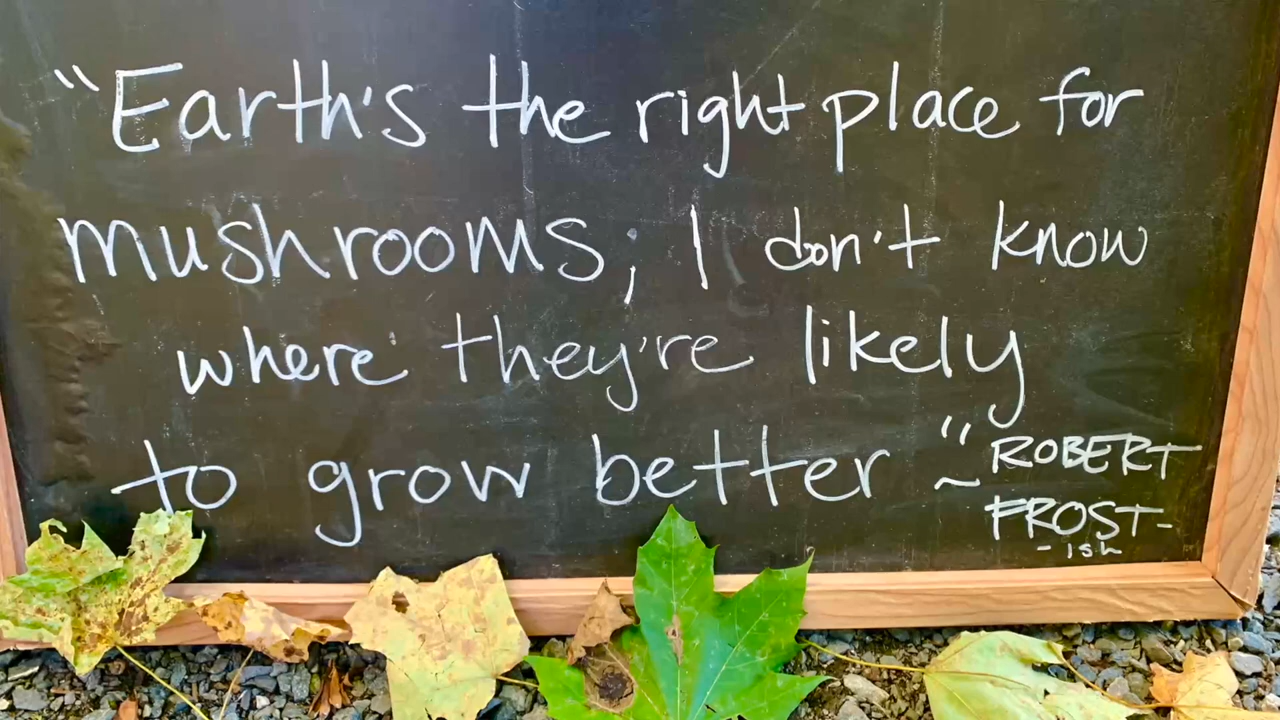 "Earth's the right place for
mushrooms; I don't know
where they're likely
to grow better"
~ ROBERT
FROST-
-ish